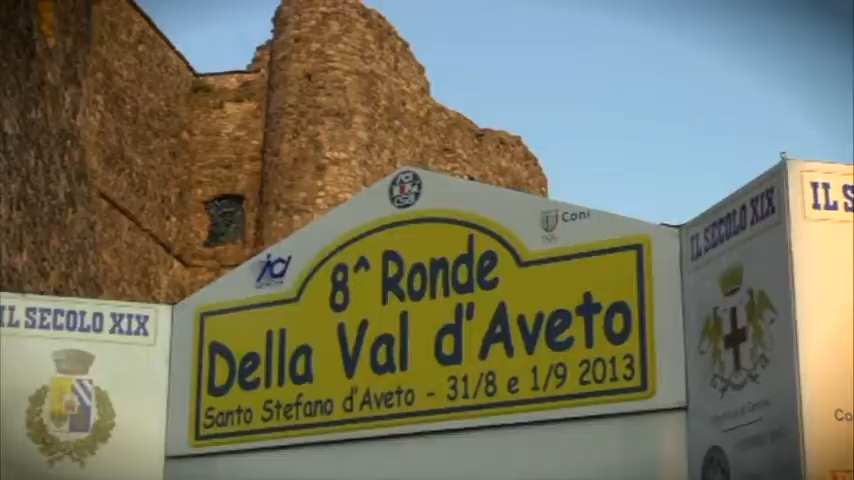 8^ Ronde
Della Val d'Aveto
Santo Stefano d'Aveto - 31/8 e 1/9 2013
Coni
IL SECOLO XIX
IL SECOLO XIX
IL S
Co